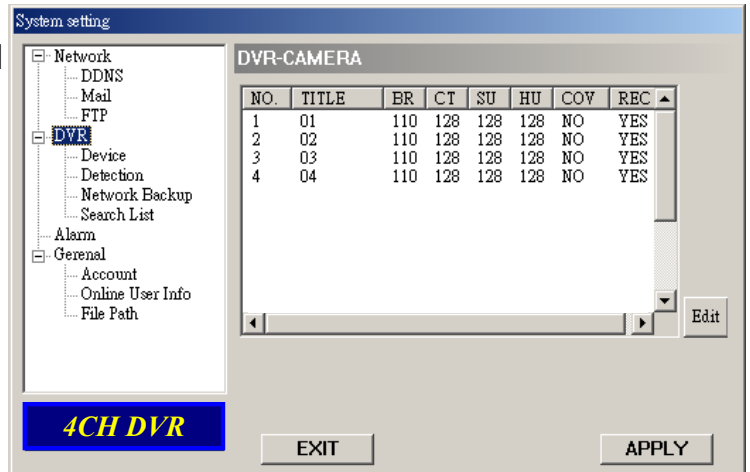 System setting
Network
DDNS
Mail
FTP
DVR
Device
Detection
Network Backup
Search List
Alarm
Gerenal
Account
Online User Info
File Path
4CH DVR
DVR-CAMERA
NO. TITLE BR CT SU HU COV REC
1 01 110 128 128 128 NO YES
2 02 110 128 128 128 NO YES
3 03 110 128 128 128 NO YES
4 04 110 128 128 128 NO YES
Edit
EXIT
APPLY